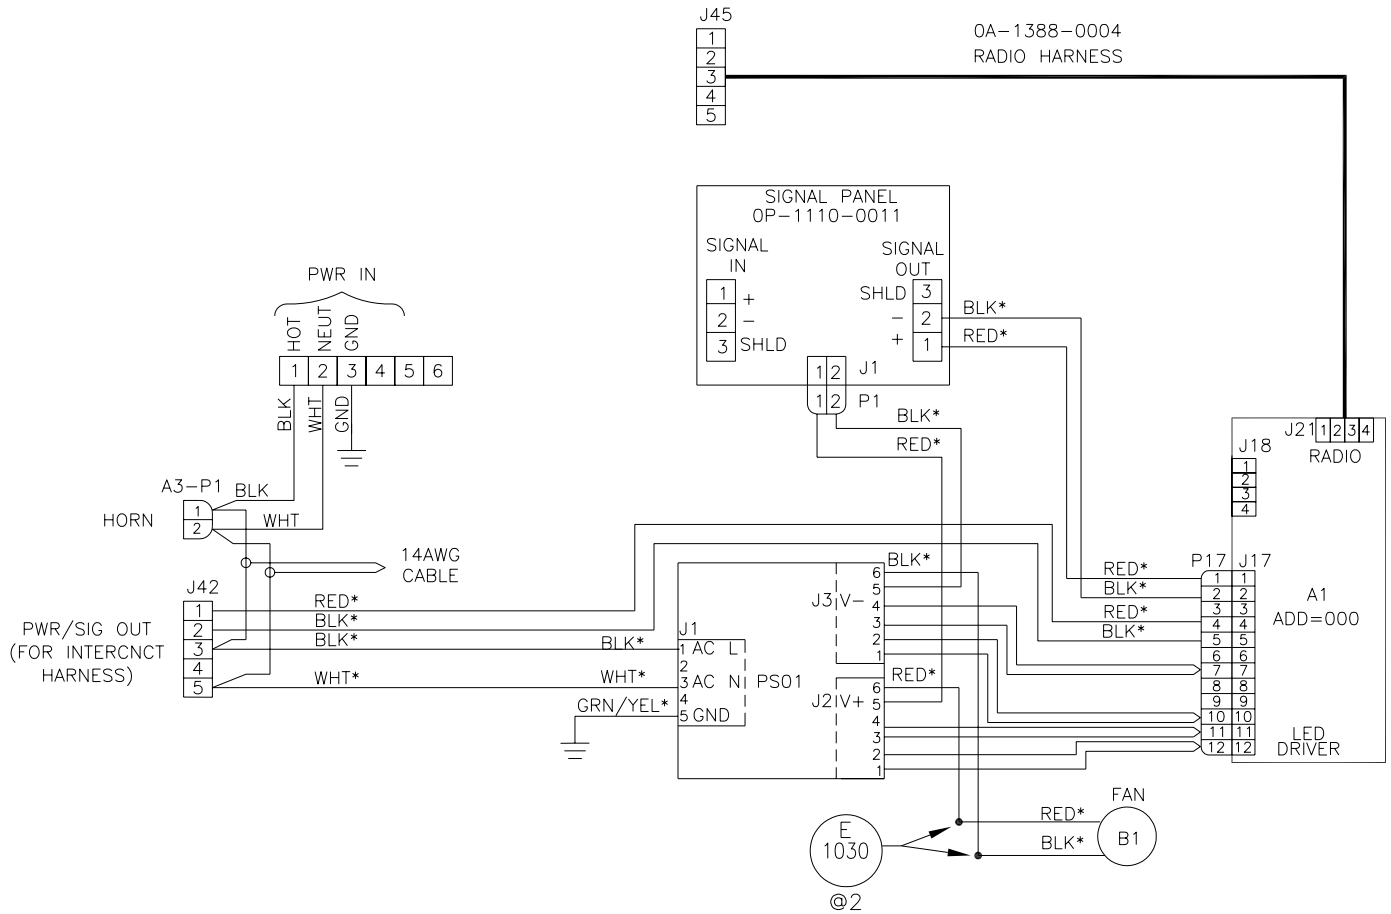 J45
1
2
3
4
5
0A-1388-0004
RADIO HARNESS
SIGNAL PANEL
0P-1110-0011
SIGNAL
IN
1 +
2 -
3 SHLD
SIGNAL
OUT
SHLD 3
- 2
+ 1
BLK*
RED*
1 2 J1
1 2 P1
BLK*
RED*
PWR IN
HOT
NEUT
GND
1 2 3 4 5 6
BLK
WHT
GND
A3-P1
BLK
HORN
1
2
WHT
14AWG
CABLE
J42
1
2
3
4
5
PWR/SIG OUT
(FOR INTERCNCT
HARNESS)
RED*
BLK*
BLK*
WHT*
BLK*
WHT*
GRN/YEL*
J1
1 AC L
2
3 AC N
4
5 GND
PS01
J3 V-
6
5
4
3
2
1
BLK*
J2 V+
6
5
4
3
2
1
RED*
J21 1 2 3 4
RADIO
J18
1
2
3
4
P17 J17
RED* 1 1
BLK* 2 2
RED* 3 3
4 4
BLK* 5 5
6 6
7 7
8 8
9 9
10 10
11 11
12 12
A1
ADD=000
LED
DRIVER
FAN
B1
RED*
BLK*
E
1030
@2